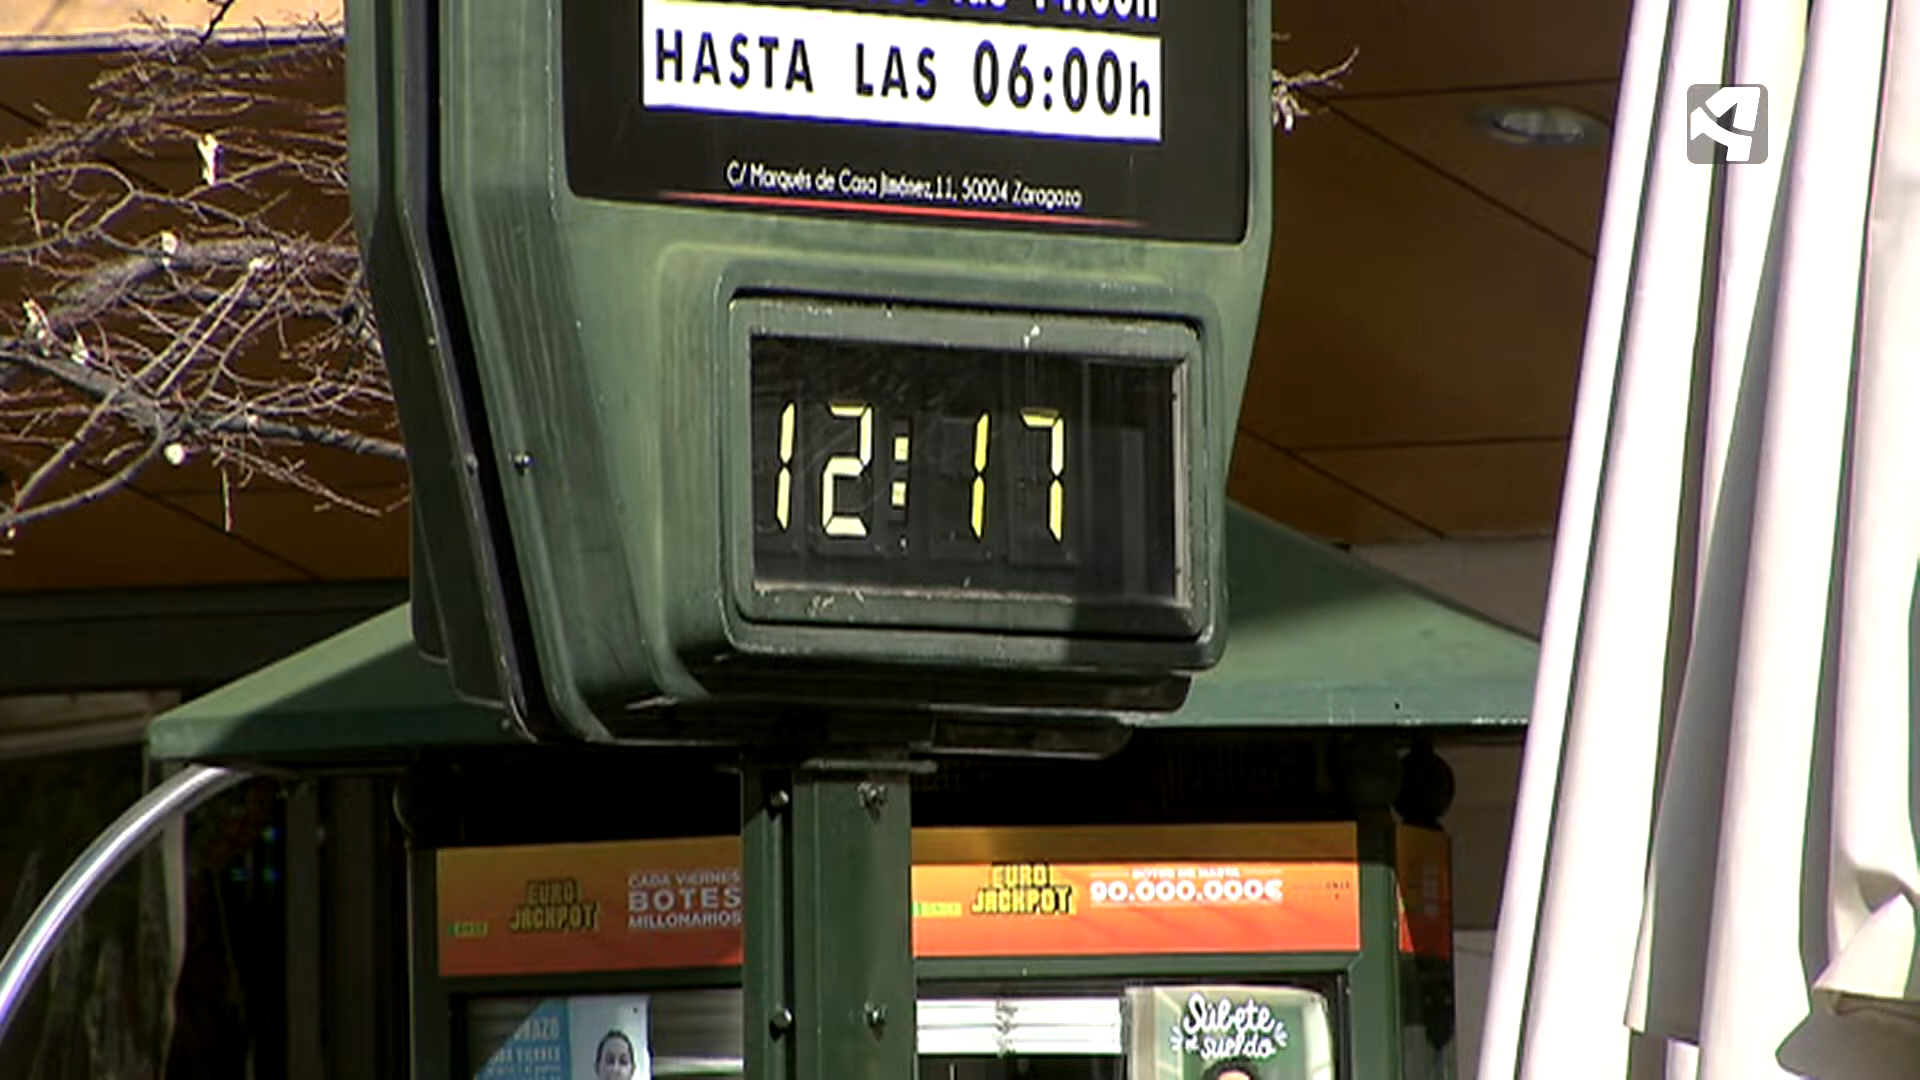 HASTA LAS 06:00h
C/ Marqués de Casa Jiménez, 11, 50004 Zaragoza
12:17
EURO
JACKPOT
CADA VIERNES
BOTES
MILLONARIOS
EURO
JACKPOT
BOTES DE HASTA
90.000.000€
Súbete
al sueldo